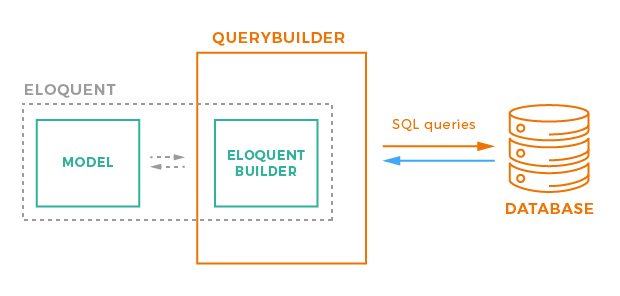 QUERYBUILDER
ELOQUENT
MODEL
ELOQUENT
BUILDER
SQL queries
DATABASE